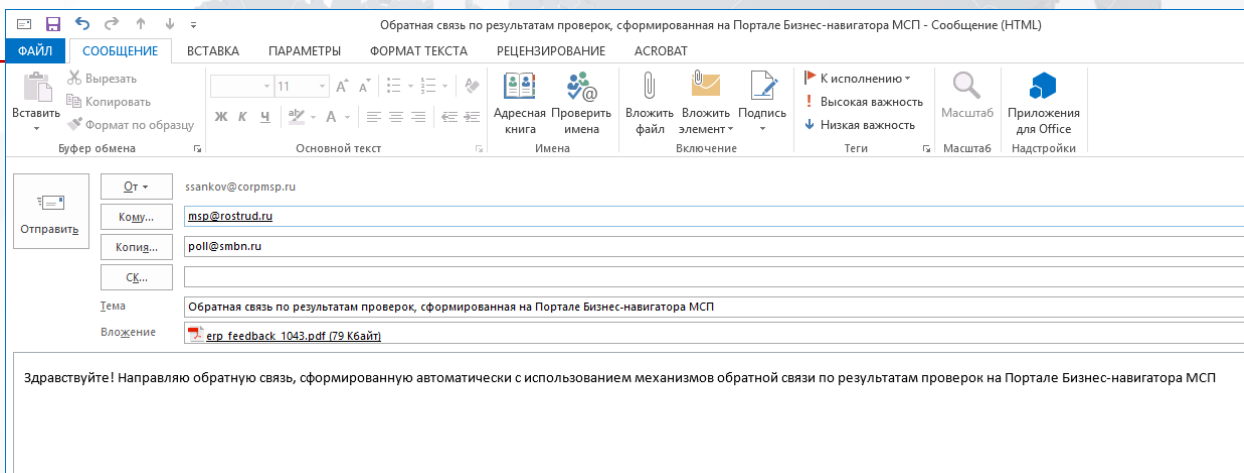 Обратная связь по результатам проверок, сформированная на Портале Бизнес-навигатора МСП - Сообщение (HTML)
ФАЙЛ СООБЩЕНИЕ ВСТАВКА ПАРАМЕТРЫ ФОРМАТ ТЕКСТА РЕЦЕНЗИРОВАНИЕ ACROBAT
Вставить
Вырезать
Копировать
Формат по образцу
Буфер обмена
11
Ж К Ч
Основной текст
Адресная книга
Проверить имена
Имена
Вложить файл
Вложить элемент
Подпись
Включение
К исполнению
Высокая важность
Низкая важность
Теги
Масштаб
Масштаб
Приложения для Office
Надстройки
Отправить
От ssankov@corpmsp.ru
Кому... msp@rostrud.ru
Копия... poll@smbn.ru
СК...
Тема Обратная связь по результатам проверок, сформированная на Портале Бизнес-навигатора МСП
Вложение erp_feedback_1043.pdf (79 Кбайт)
Здравствуйте! Направляю обратную связь, сформированную автоматически с использованием механизмов обратной связи по результатам проверок на Портале Бизнес-навигатора МСП